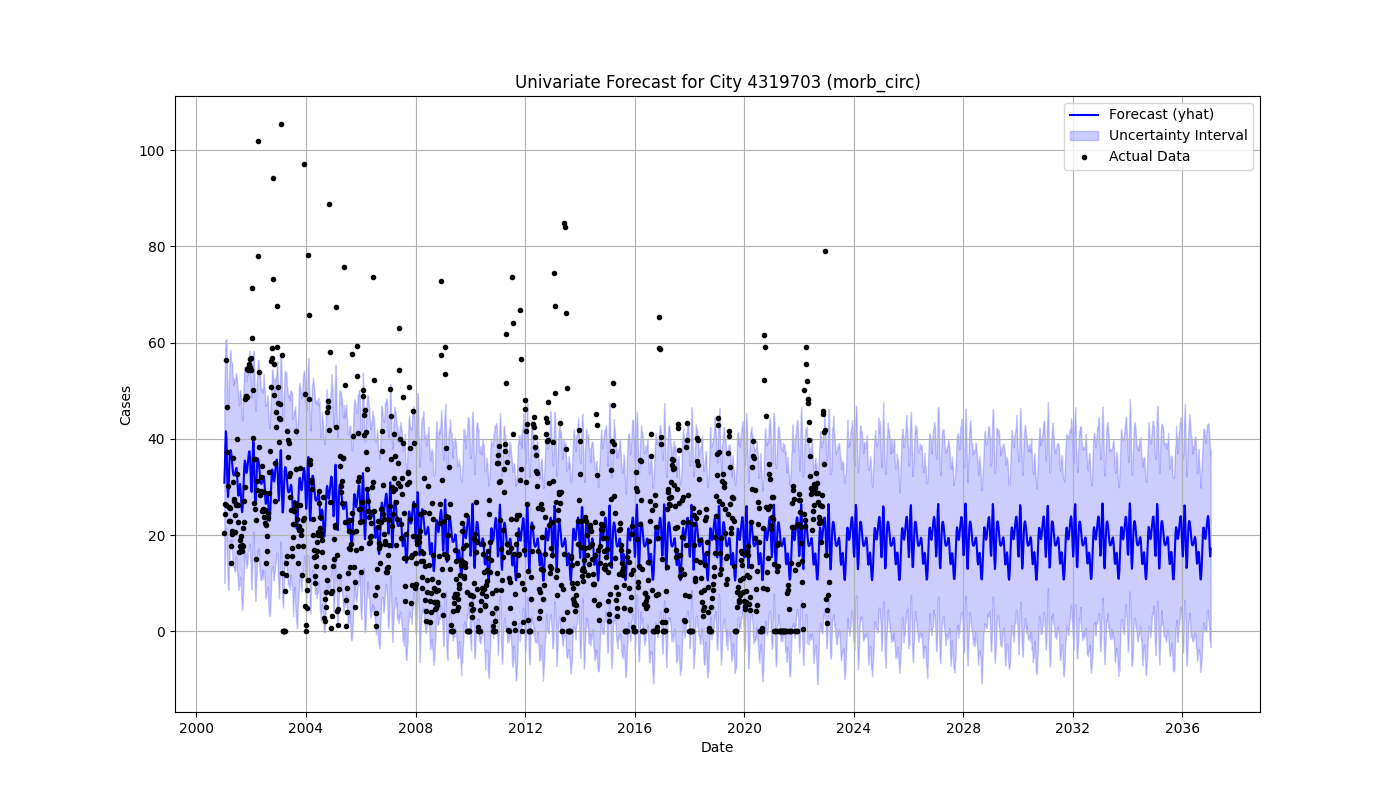 Univariate Forecast for City 4319703 (morb_circ)
Forecast (yhat)
Uncertainty Interval
Actual Data
Cases
100
80
60
40
20
0
2000 2004 2008 2012 2016 2020 2024 2028 2032 2036
Date